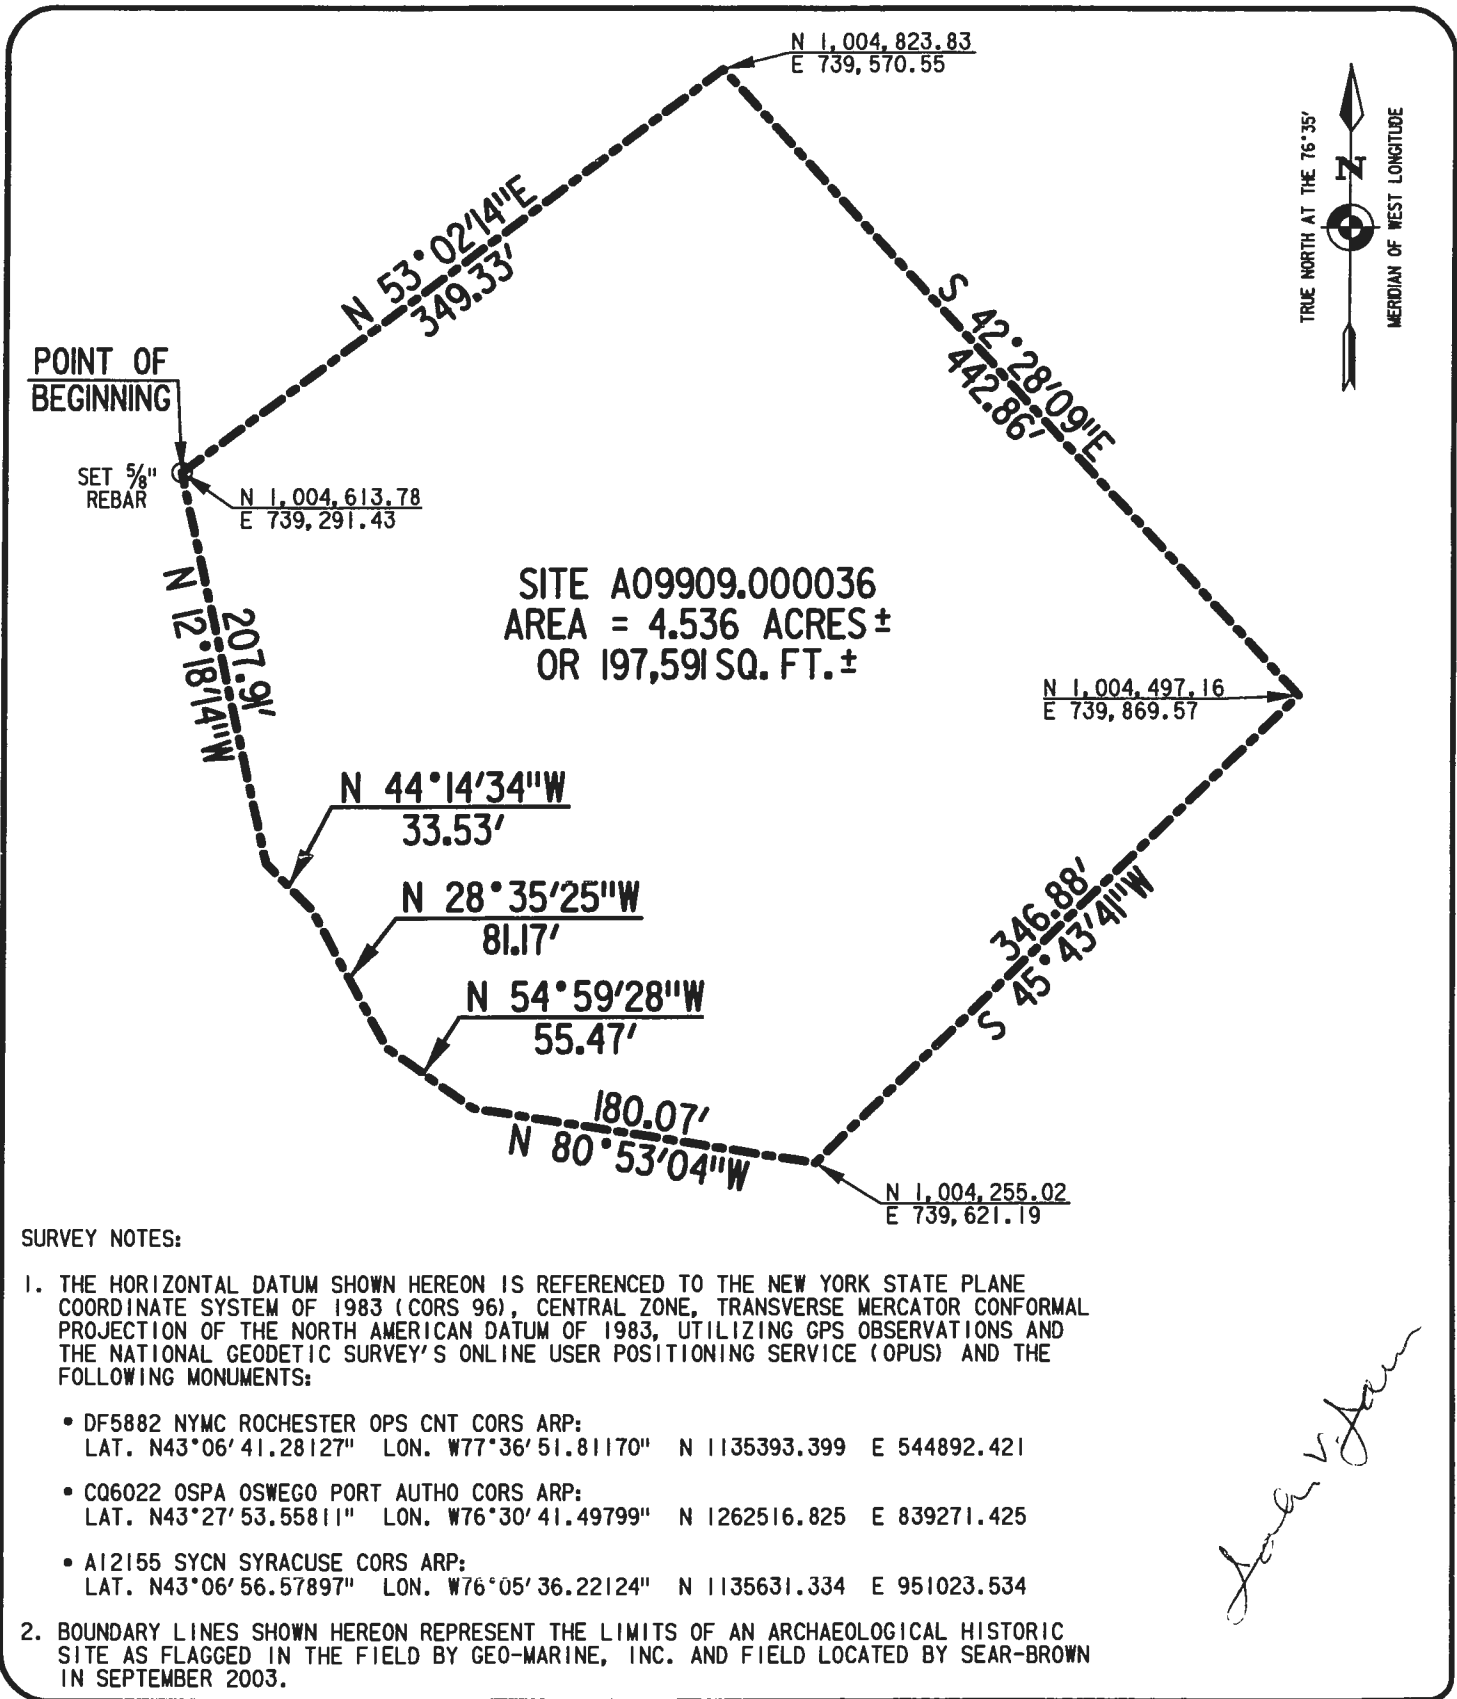 N 1,004,823.83
E 739,570.55
TRUE NORTH AT THE 76°35'
N
MERIDIAN OF WEST LONGITUDE
N 53°02'14"E
349.33'
S 42°28'09"E
442.86'
POINT OF
BEGINNING
SET 5/8"
REBAR
N 1,004,613.78
E 739,291.43
SITE A09909.000036
AREA = 4.536 ACRES±
OR 197,591 SQ. FT.±
207.91'
N 12°18'14"W
N 1,004,497.16
E 739,869.57
N 44°14'34"W
33.53'
N 28°35'25"W
81.17'
N 54°59'28"W
55.47'
346.88'
S 45°43'41"W
180.07'
N 80°53'04"W
N 1,004,255.02
E 739,621.19
SURVEY NOTES:
1. THE HORIZONTAL DATUM SHOWN HEREON IS REFERENCED TO THE NEW YORK STATE PLANE
COORDINATE SYSTEM OF 1983 (CORS 96), CENTRAL ZONE, TRANSVERSE MERCATOR CONFORMAL
PROJECTION OF THE NORTH AMERICAN DATUM OF 1983, UTILIZING GPS OBSERVATIONS AND
THE NATIONAL GEODETIC SURVEY'S ONLINE USER POSITIONING SERVICE (OPUS) AND THE
FOLLOWING MONUMENTS:
• DF5882 NYMC ROCHESTER OPS CNT CORS ARP:
LAT. N43°06'41.28127" LON. W77°36'51.81170" N 1135393.399 E 544892.421
• CQ6022 OSPA OSWEGO PORT AUTHO CORS ARP:
LAT. N43°27'53.55811" LON. W76°30'41.49799" N 1262516.825 E 839271.425
• AI2155 SYCN SYRACUSE CORS ARP:
LAT. N43°06'56.57897" LON. W76°05'36.22124" N 1135631.334 E 951023.534
2. BOUNDARY LINES SHOWN HEREON REPRESENT THE LIMITS OF AN ARCHAEOLOGICAL HISTORIC
SITE AS FLAGGED IN THE FIELD BY GEO-MARINE, INC. AND FIELD LOCATED BY SEAR-BROWN
IN SEPTEMBER 2003.